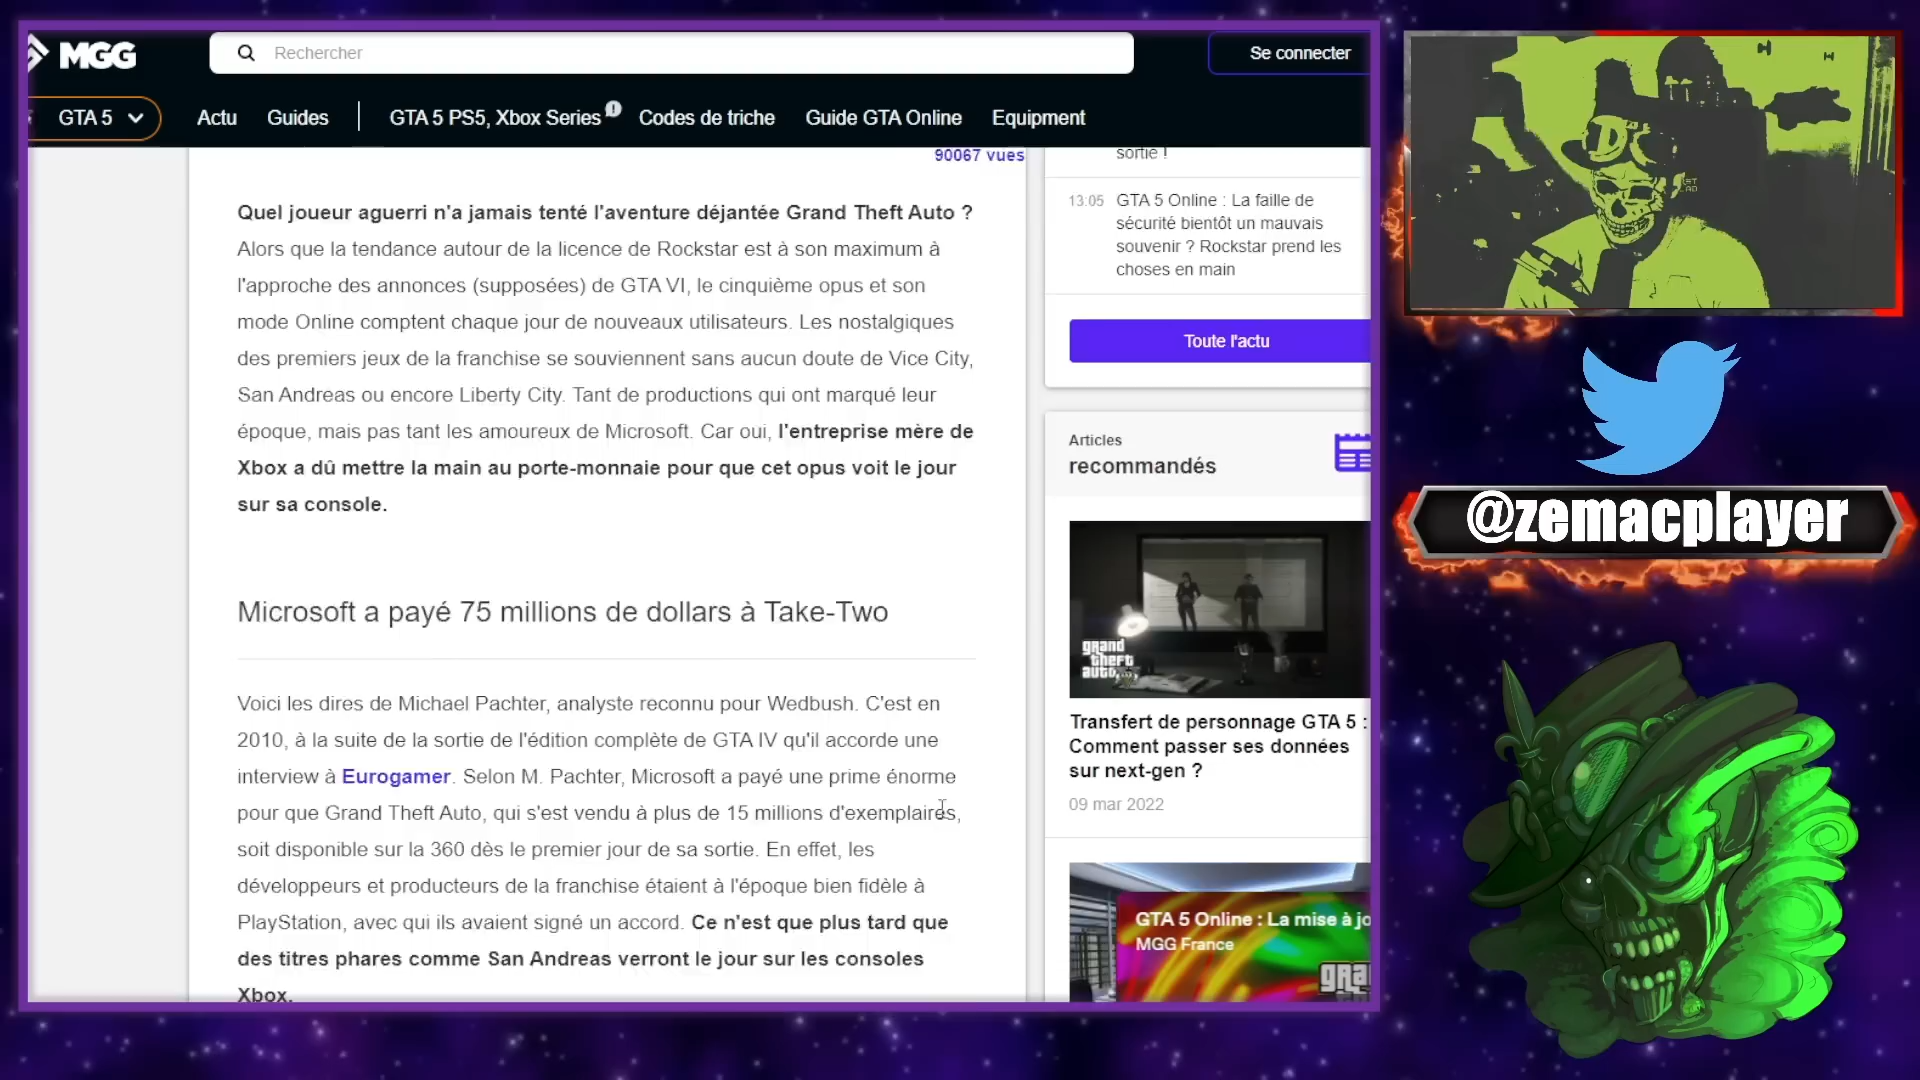 MGG
Rechercher
Se connecter
GTA 5
Actu
Guides
GTA 5 PS5, Xbox Series
Codes de triche
Guide GTA Online
Equipment
90067 vues
Quel joueur aguerri n'a jamais tenté l'aventure déjantée Grand Theft Auto ?
Alors que la tendance autour de la licence de Rockstar est à son maximum à
l'approche des annonces (supposées) de GTA VI, le cinquième opus et son
mode Online comptent chaque jour de nouveaux utilisateurs. Les nostalgiques
des premiers jeux de la franchise se souviennent sans aucun doute de Vice City,
San Andreas ou encore Liberty City. Tant de productions qui ont marqué leur
époque, mais pas tant les amoureux de Microsoft. Car oui, l'entreprise mère de
Xbox a dû mettre la main au porte-monnaie pour que cet opus voit le jour
sur sa console.
Microsoft a payé 75 millions de dollars à Take-Two
Voici les dires de Michael Pachter, analyste reconnu pour Wedbush. C'est en
2010, à la suite de la sortie de l'édition complète de GTA IV qu'il accorde une
interview à Eurogamer. Selon M. Pachter, Microsoft a payé une prime énorme
pour que Grand Theft Auto, qui s'est vendu à plus de 15 millions d'exemplaires,
soit disponible sur la 360 dès le premier jour de sa sortie. En effet, les
développeurs et producteurs de la franchise étaient à l'époque bien fidèle à
PlayStation, avec qui ils avaient signé un accord. Ce n'est que plus tard que
des titres phares comme San Andreas verront le jour sur les consoles
Xbox.
sortie !
13:05 GTA 5 Online : La faille de
sécurité bientôt un mauvais
souvenir ? Rockstar prend les
choses en main
Toute l'actu
Articles
recommandés
grand
theft
auto
Transfert de personnage GTA 5 :
Comment passer ses données
sur next-gen ?
09 mar 2022
GTA 5 Online : La mise à jo
MGG France
gra
@zemacplayer